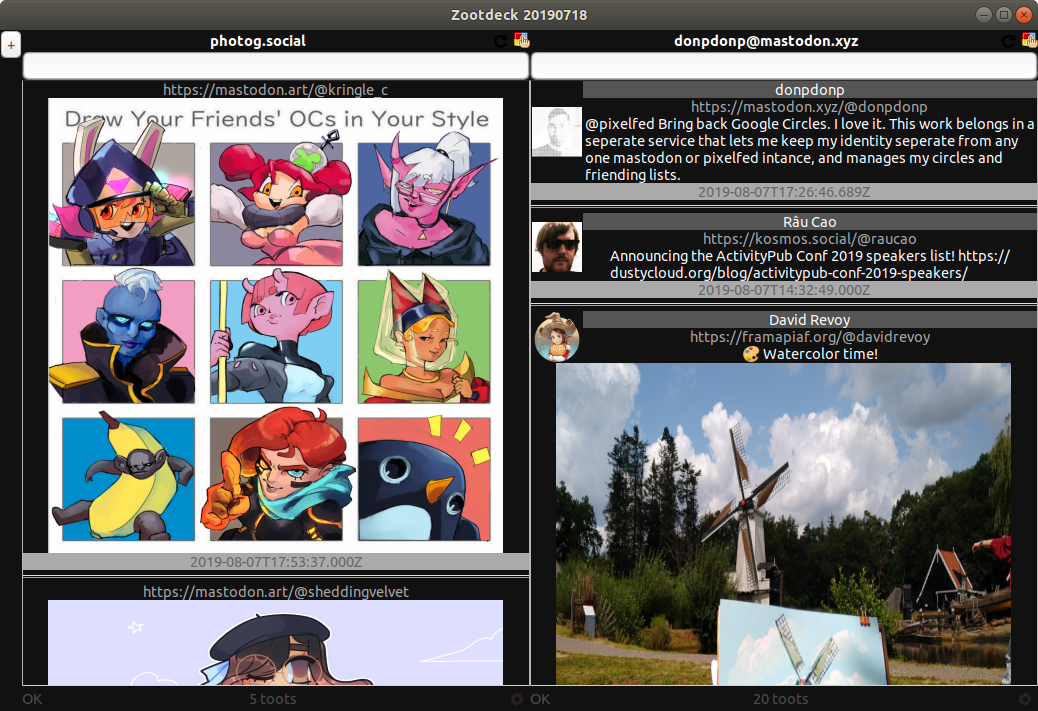 Zootdeck 20190718
+
photog.social
https://mastodon.art/@kringle_c
Draw Your Friends' OCs in Your Style
2019-08-07T17:53:37.000Z
https://mastodon.art/@sheddingvelvet
OK
5 toots
donpdonp@mastodon.xyz
donpdonp
https://mastodon.xyz/@donpdonp
@pixelfed Bring back Google Circles. I love it. This work belongs in a
seperate service that lets me keep my identity seperate from any
one mastodon or pixelfed intance, and manages my circles and
friending lists.
2019-08-07T17:26:46.689Z
Râu Cao
https://kosmos.social/@raucao
Announcing the ActivityPub Conf 2019 speakers list! https://
dustycloud.org/blog/activitypub-conf-2019-speakers/
2019-08-07T14:32:49.000Z
David Revoy
https://framapiaf.org/@davidrevoy
🎨 Watercolor time!
OK
20 toots